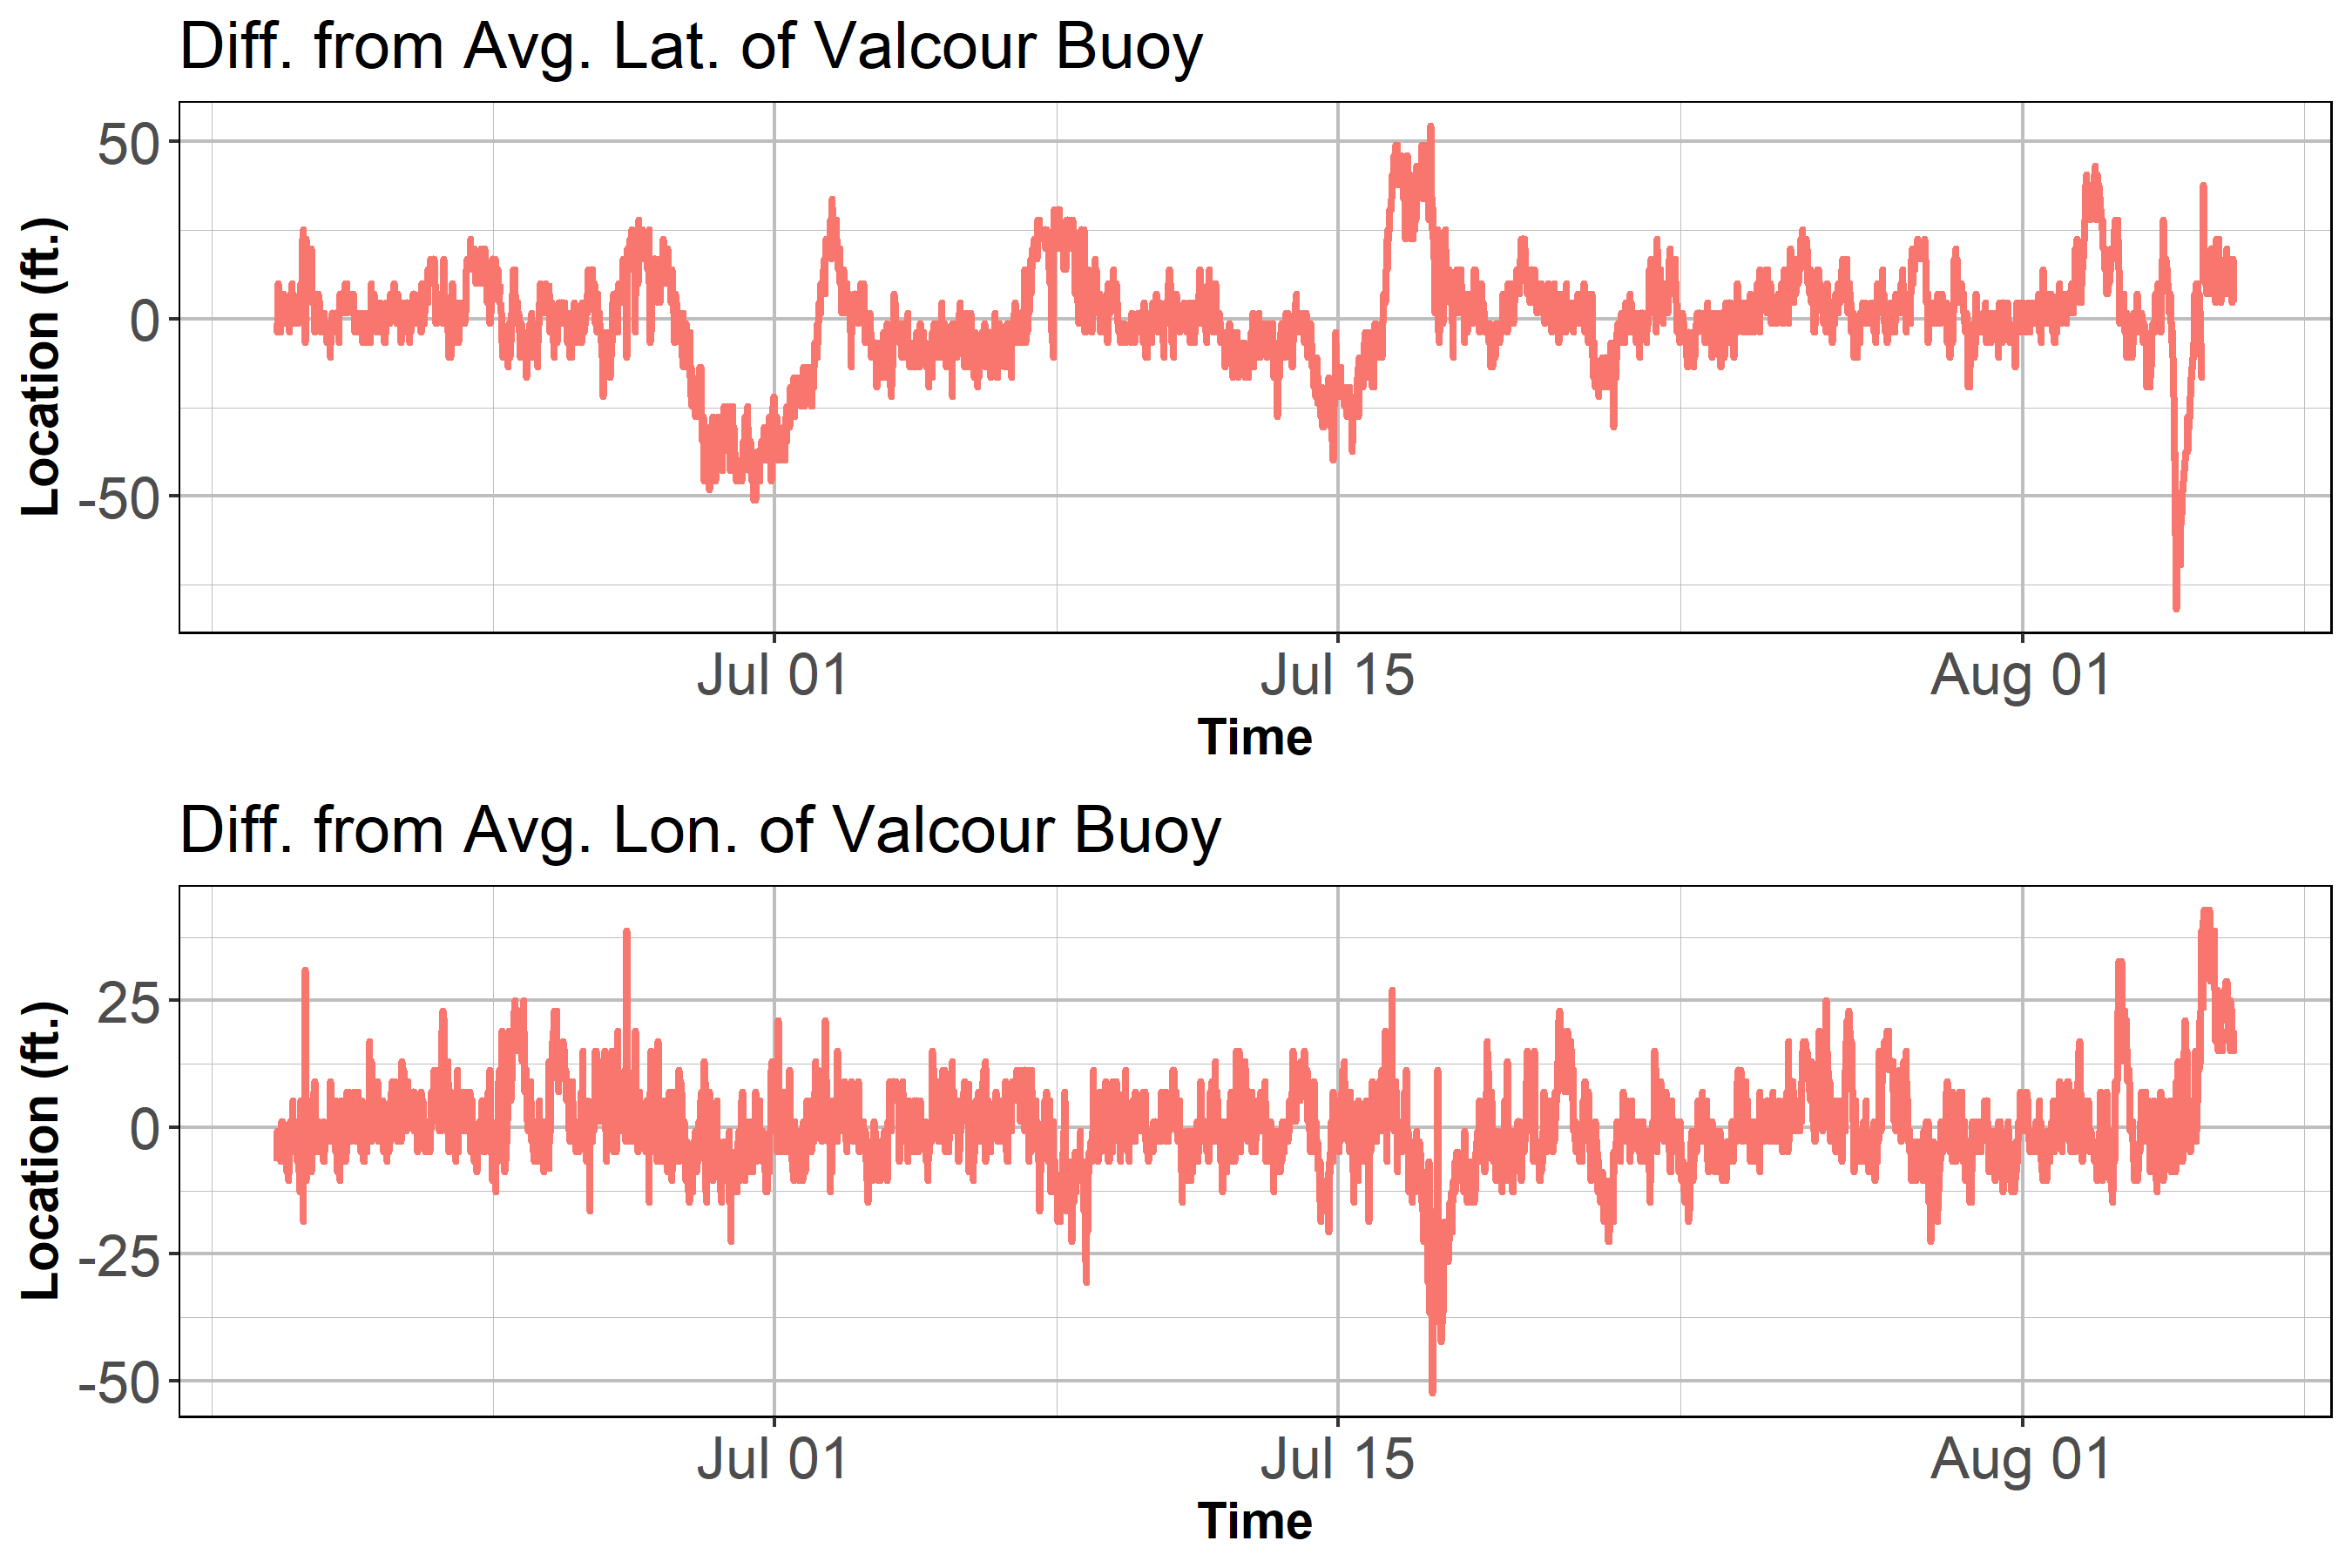 Diff. from Avg. Lat. of Valcour Buoy
Location (ft.)
50
0
-50
Jul 01 Jul 15 Aug 01
Time
Diff. from Avg. Lon. of Valcour Buoy
Location (ft.)
25
0
-25
-50
Jul 01 Jul 15 Aug 01
Time